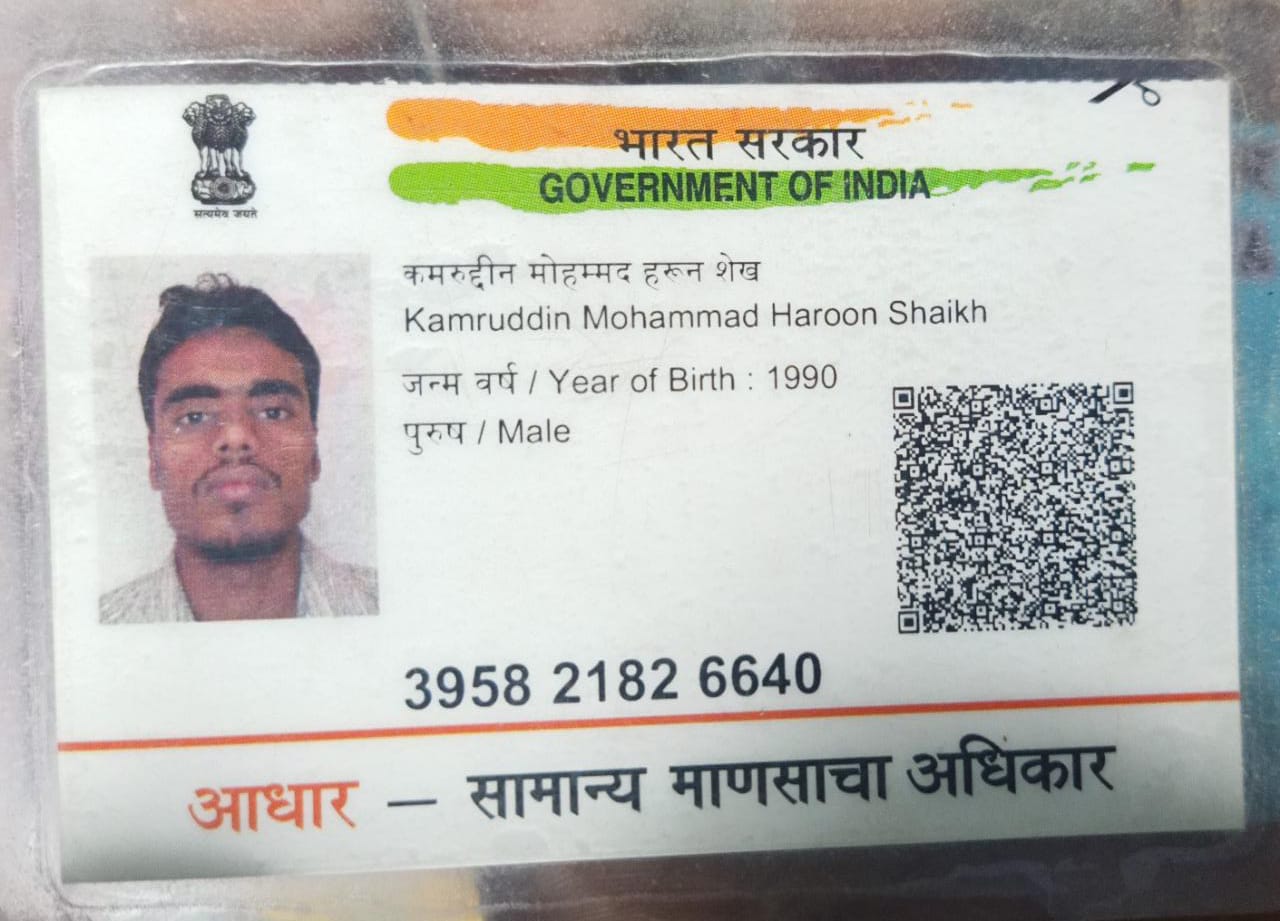 सत्यमेव जयते
भारत सरकार
GOVERNMENT OF INDIA
कमरुद्दीन मोहम्मद हरून शेख
Kamruddin Mohammad Haroon Shaikh
जन्म वर्ष / Year of Birth : 1990
पुरुष / Male
3958 2182 6640
आधार — सामान्य माणसाचा अधिकार